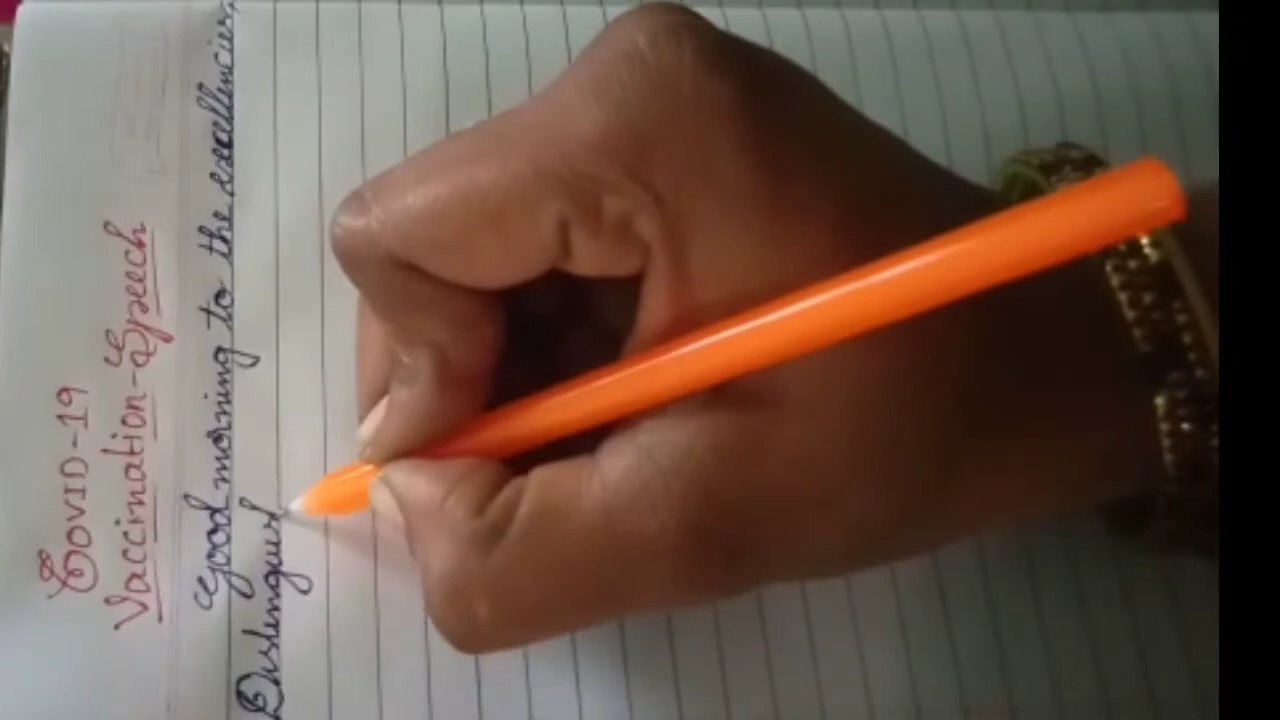 COVID-19
Vaccination-Speech
Good morning to the excellencies,
Distinguis